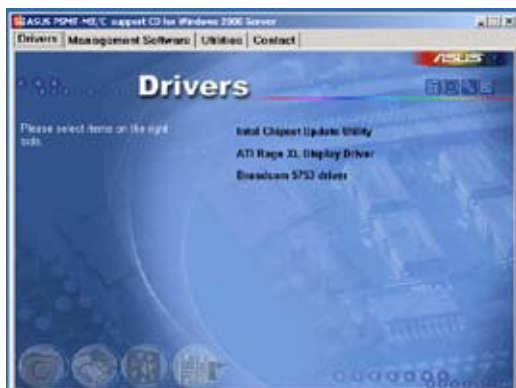 ASUS P5MT-MX/C support CD for Windows 2000 Server
Drivers Management Software Utilities Contact
ASUS
Drivers
Please select items on the right side.
Intel Chipset Update Utility
ATI Rage XL Display Driver
Broadcom 5753 driver